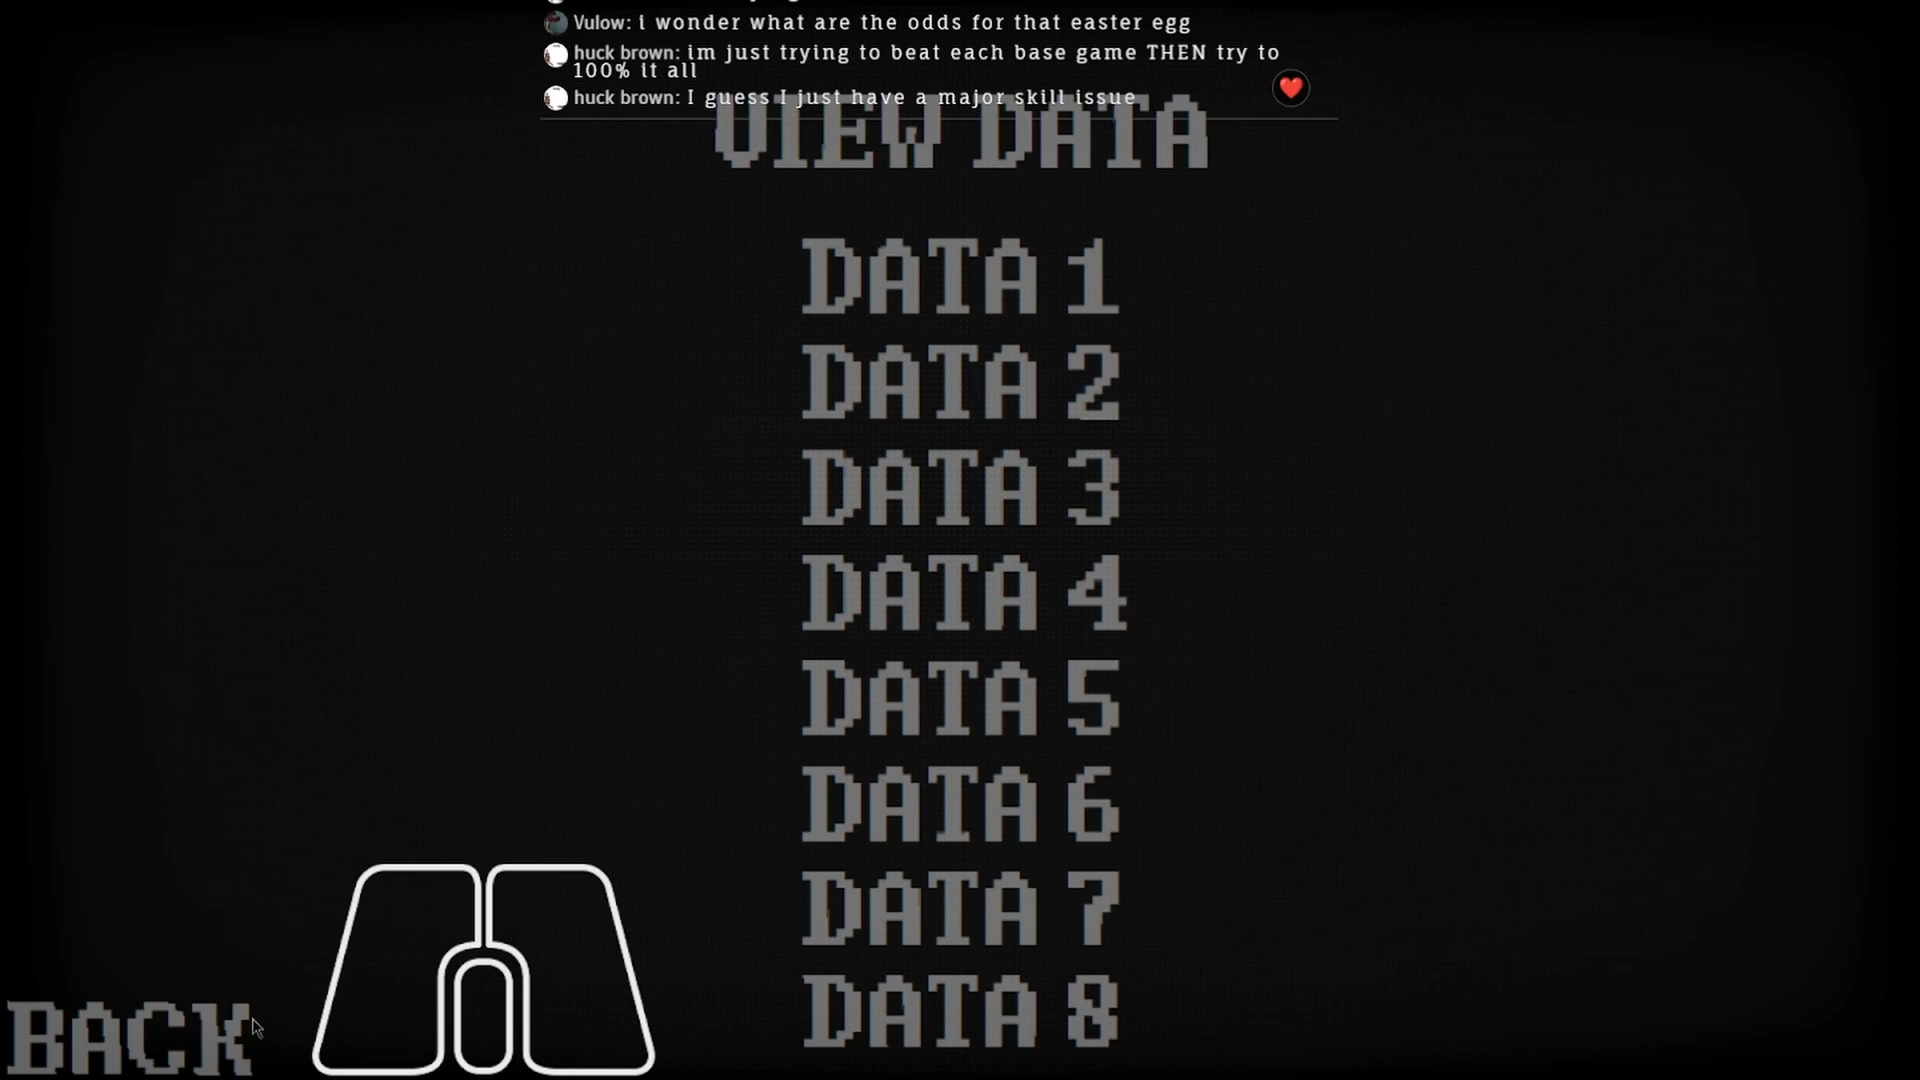 Vulow: i wonder what are the odds for that easter egg
huck brown: im just trying to beat each base game THEN try to
100% it all
huck brown: I guess I just have a major skill issue
VIEW DATA
DATA 1
DATA 2
DATA 3
DATA 4
DATA 5
DATA 6
DATA 7
DATA 8
BACK